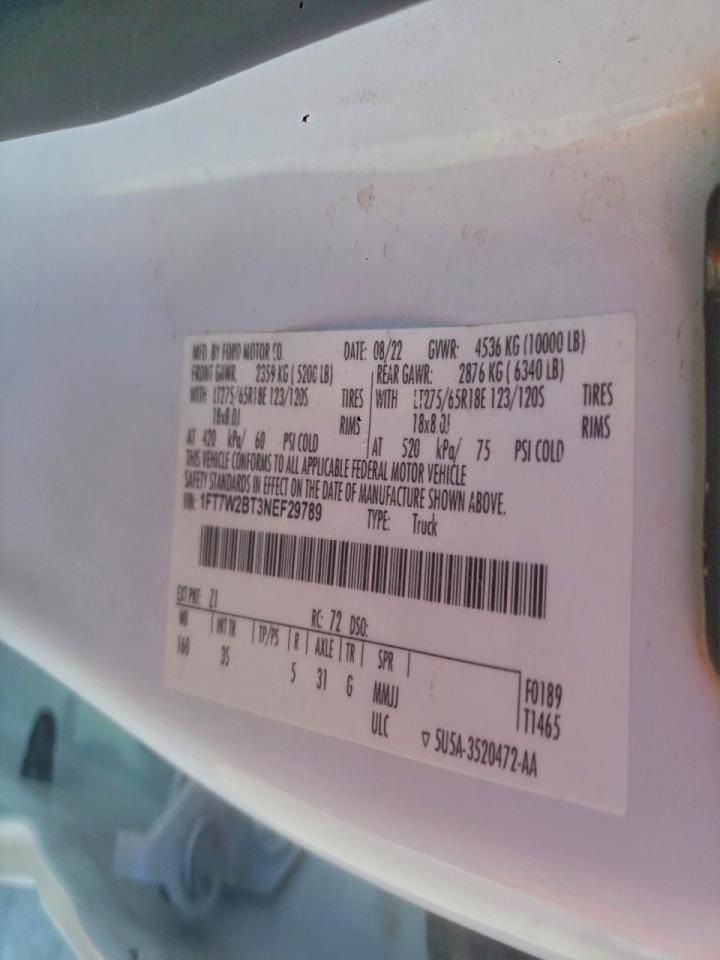 MFD. BY FORD MOTOR CO. DATE: 08/22 GVWR: 4536 KG (10000 LB)
FRONT GAWR: 2359 KG (5200 LB) REAR GAWR: 2876 KG (6340 LB)
WITH LT275/65R18E 123/120S TIRES WITH LT275/65R18E 123/120S TIRES
18x8.0J RIMS 18x8.0J RIMS
AT 420 kPa/ 60 PSI COLD AT 520 kPa/ 75 PSI COLD
THIS VEHICLE CONFORMS TO ALL APPLICABLE FEDERAL MOTOR VEHICLE
SAFETY STANDARDS IN EFFECT ON THE DATE OF MANUFACTURE SHOWN ABOVE.
VIN: 1FT7W2BT3NEF29789 TYPE: Truck
EXT PNT: Z1 RC: 72 DSO:
WB INT TR TP/PS R AXLE TR SPR
160 3S 5 31 G MMJJ F0189
ULC T1465
▽ 5U5A-3520472-AA